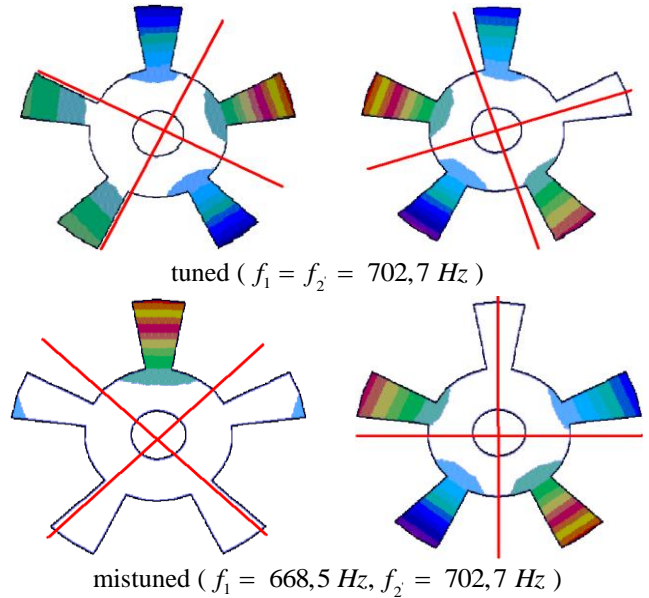 tuned ( f₁ = f₂' = 702,7 Hz )
mistuned ( f₁ = 668,5 Hz, f₂' = 702,7 Hz )